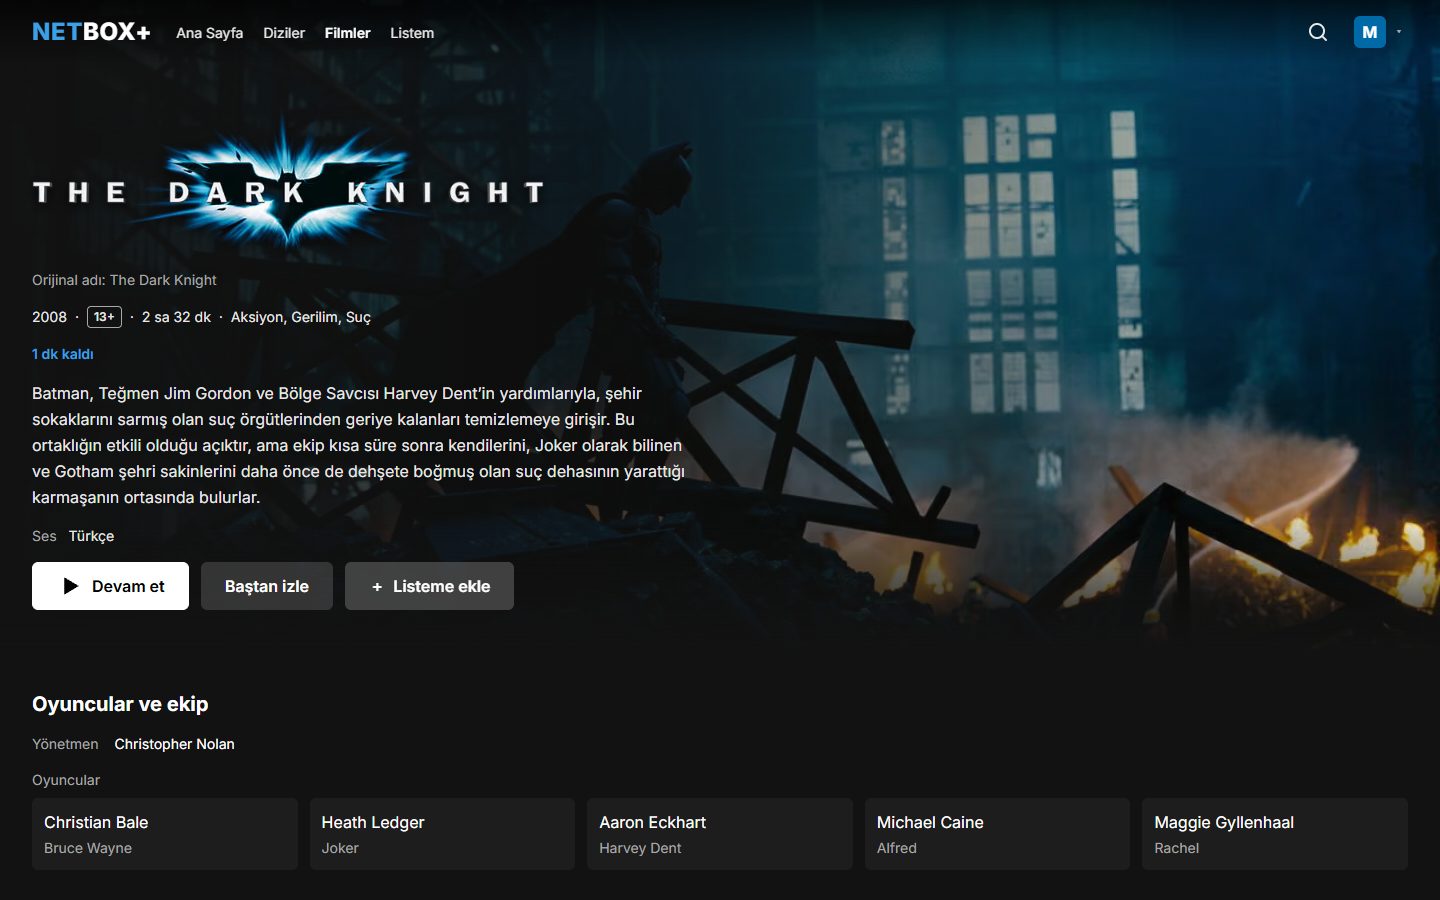 NETBOX+ Ana Sayfa Diziler Filmler Listem M
THE DARK KNIGHT
Orijinal adı: The Dark Knight
2008 · 13+ · 2 sa 32 dk · Aksiyon, Gerilim, Suç
1 dk kaldı
Batman, Teğmen Jim Gordon ve Bölge Savcısı Harvey Dent’in yardımlarıyla, şehir
sokaklarını sarmış olan suç örgütlerinden geriye kalanları temizlemeye girişir. Bu
ortaklığın etkili olduğu açıktır, ama ekip kısa süre sonra kendilerini, Joker olarak bilinen
ve Gotham şehri sakinlerini daha önce de dehşete boğmuş olan suç dehasının yarattığı
karmaşanın ortasında bulurlar.
Ses Türkçe
Devam et Baştan izle + Listeme ekle
Oyuncular ve ekip
Yönetmen Christopher Nolan
Oyuncular
Christian Bale
Bruce Wayne
Heath Ledger
Joker
Aaron Eckhart
Harvey Dent
Michael Caine
Alfred
Maggie Gyllenhaal
Rachel